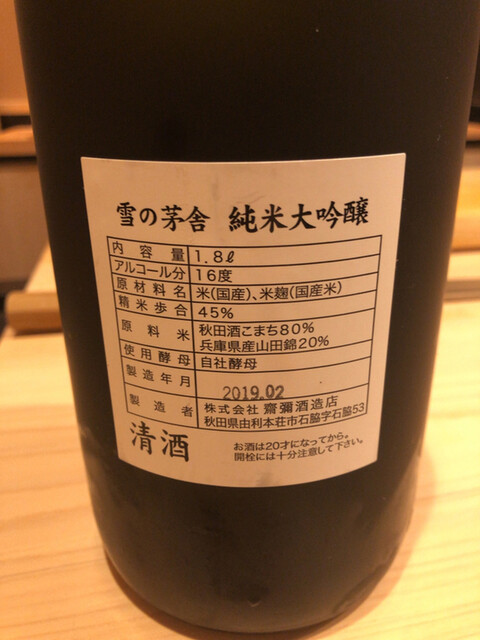 雪の茅舎 純米大吟醸
内容量 1.8ℓ
アルコール分 16度
原材料名 米(国産)、米麹(国産米)
精米歩合 45%
原料米 秋田酒こまち80%
兵庫県産山田錦20%
使用酵母 自社酵母
製造年月 2019.02
製造者 株式会社 齋彌酒造店
秋田県由利本荘市石脇字石脇53
清酒
お酒は20才になってから。
開栓には十分注意して下さい。